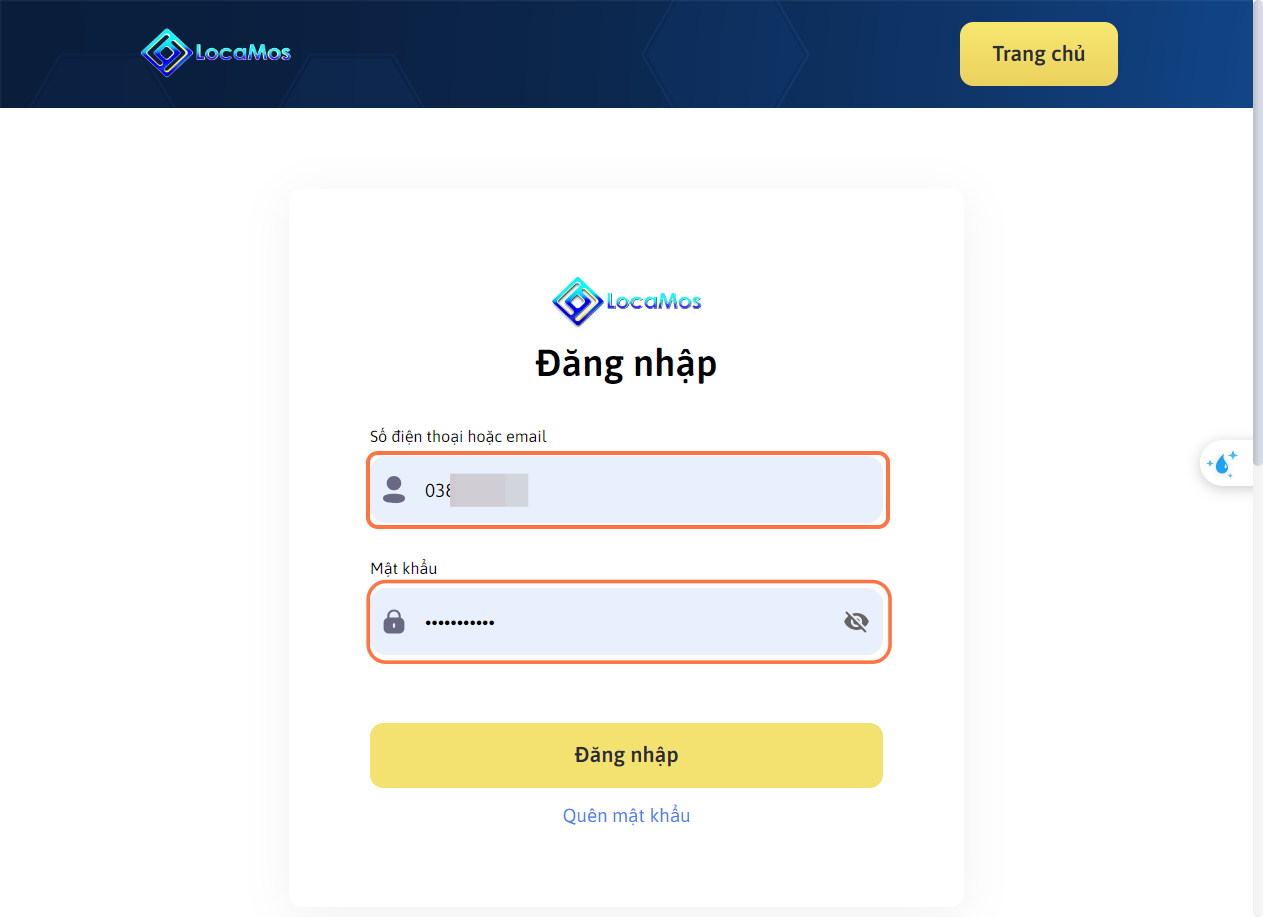 LocaMos
Trang chủ
LocaMos
Đăng nhập
Số điện thoại hoặc email
038
Mật khẩu
•••••••••••
Đăng nhập
Quên mật khẩu